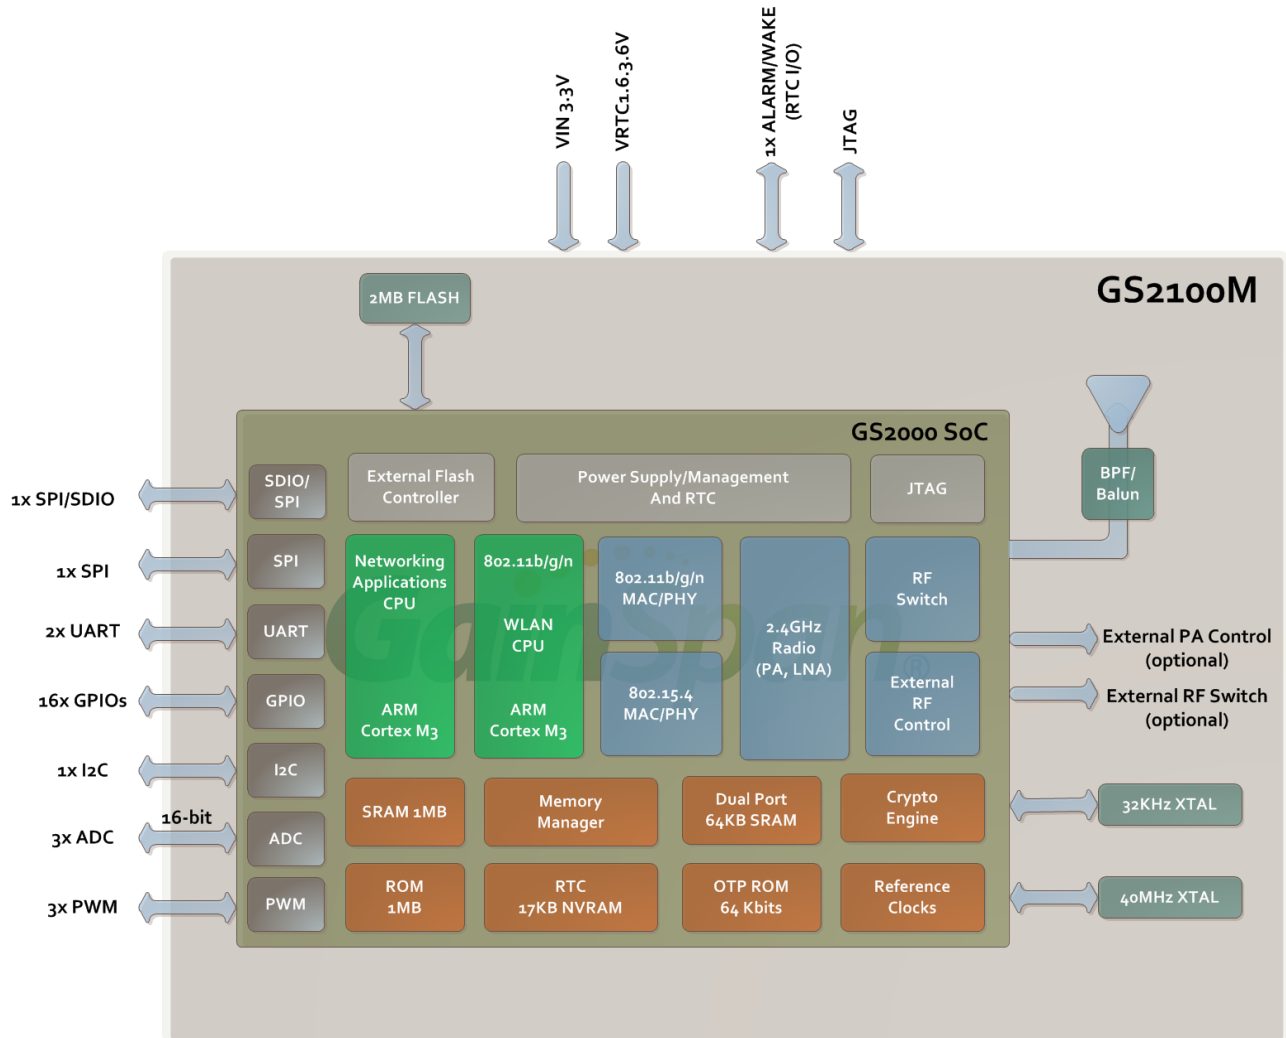 VIN 3.3V
VRTC1.6.3.6V
1x ALARM/WAKE
(RTC I/O)
JTAG
GS2100M
2MB FLASH
GS2000 SoC
BPF/
Balun
1x SPI/SDIO
1x SPI
2x UART
16x GPIOs
1x I2C
16-bit
3x ADC
3x PWM
SDIO/
SPI
SPI
UART
GPIO
I2C
ADC
PWM
External Flash
Controller
Power Supply/Management
And RTC
JTAG
Networking
Applications
CPU
ARM
Cortex M3
802.11b/g/n
WLAN
CPU
ARM
Cortex M3
802.11b/g/n
MAC/PHY
802.15.4
MAC/PHY
2.4GHz
Radio
(PA, LNA)
RF
Switch
External
RF
Control
GainSpan®
SRAM 1MB
Memory
Manager
Dual Port
64KB SRAM
Crypto
Engine
ROM
1MB
RTC
17KB NVRAM
OTP ROM
64 Kbits
Reference
Clocks
External PA Control
(optional)
External RF Switch
(optional)
32KHz XTAL
40MHz XTAL